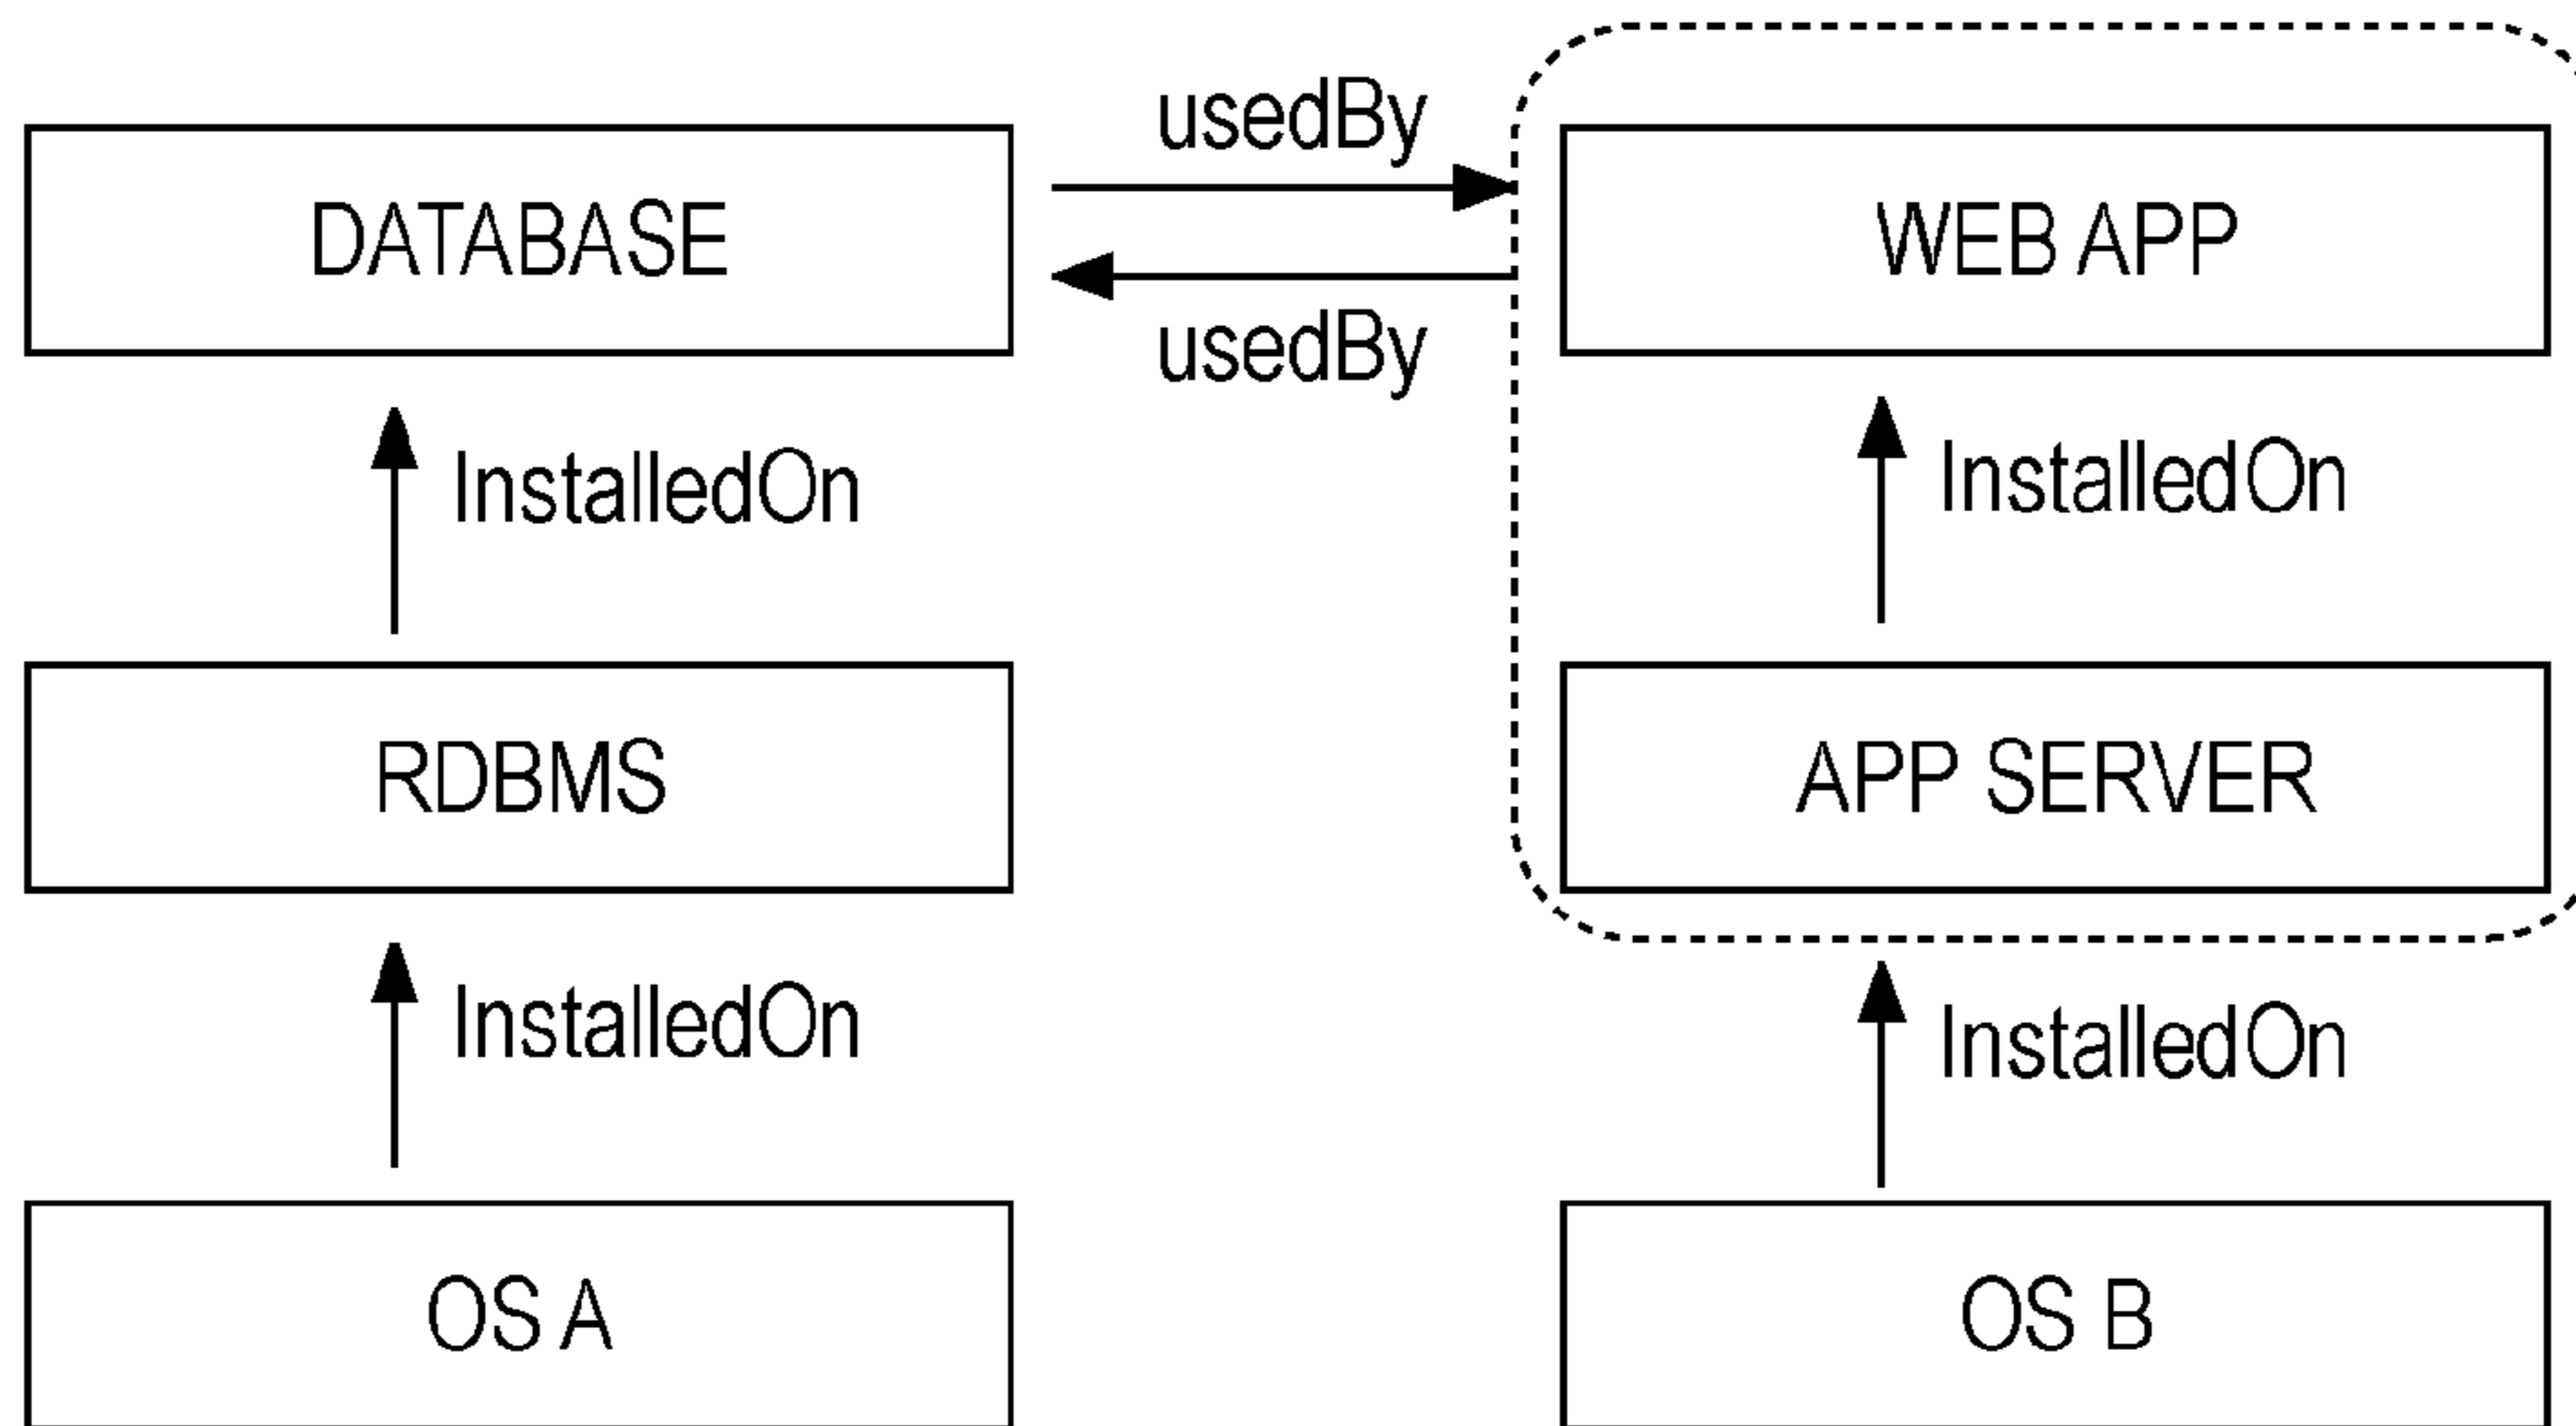 usedBy
DATABASE
WEB APP
usedBy
InstalledOn
InstalledOn
RDBMS
APP SERVER
InstalledOn
InstalledOn
OS A
OS B